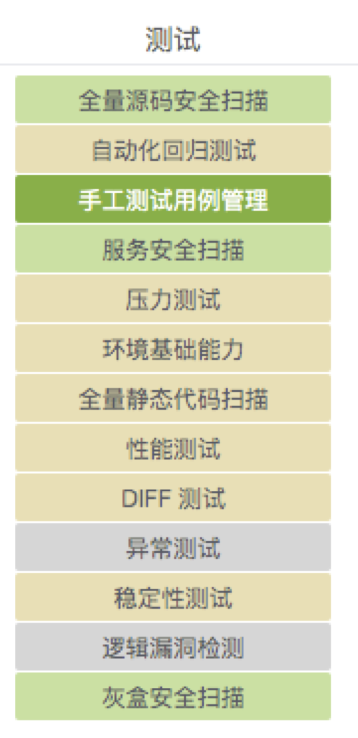 测试
全量源码安全扫描
自动化回归测试
手工测试用例管理
服务安全扫描
压力测试
环境基础能力
全量静态代码扫描
性能测试
DIFF 测试
异常测试
稳定性测试
逻辑漏洞检测
灰盒安全扫描